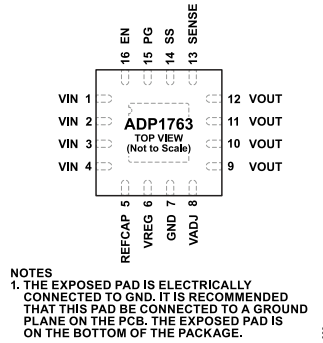 16 EN
15 PG
14 SS
13 SENSE
VIN 1
VIN 2
VIN 3
VIN 4
ADP1763
TOP VIEW
(Not to Scale)
12 VOUT
11 VOUT
10 VOUT
9 VOUT
REFCAP 5
VREG 6
GND 7
VADJ 8
NOTES
1. THE EXPOSED PAD IS ELECTRICALLY
CONNECTED TO GND. IT IS RECOMMENDED
THAT THIS PAD BE CONNECTED TO A GROUND
PLANE ON THE PCB. THE EXPOSED PAD IS
ON THE BOTTOM OF THE PACKAGE.